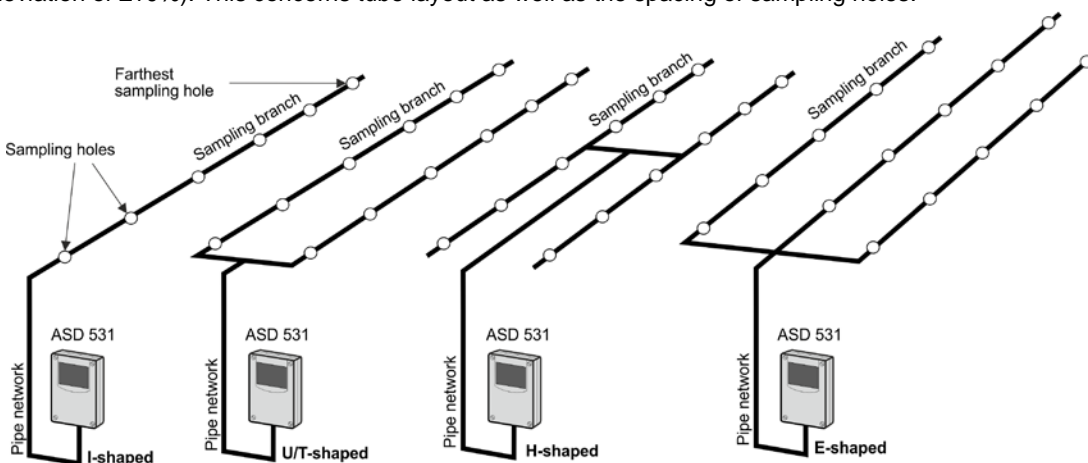 deviation of ±10%). This concerns tube layout as well as the spacing of sampling holes.
Farthest
sampling hole
Sampling holes
Sampling branch
Sampling branch
Sampling branch
Sampling branch
ASD 531
ASD 531
ASD 531
ASD 531
Pipe network
Pipe network
Pipe network
Pipe network
I-shaped
U/T-shaped
H-shaped
E-shaped